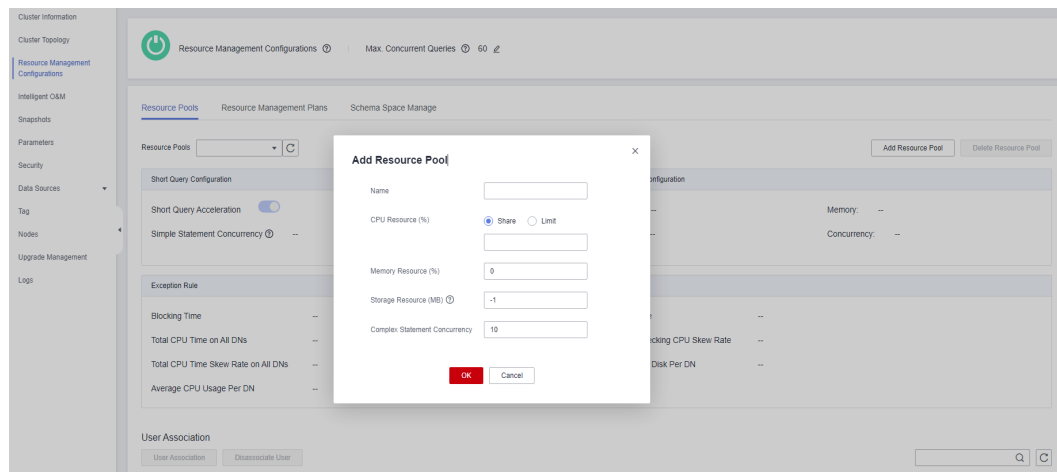 Cluster Information
Cluster Topology
Resource Management
Configurations
Intelligent O&M
Snapshots
Parameters
Security
Data Sources
Tag
Nodes
Upgrade Management
Logs
Resource Management Configurations
Max. Concurrent Queries 60
Resource Pools Resource Management Plans Schema Space Manage
Resource Pools
Add Resource Pool Delete Resource Pool
Short Query Configuration
onfiguration
Short Query Acceleration
--
Memory: --
Simple Statement Concurrency --
--
Concurrency: --
Exception Rule
Blocking Time --
--
Total CPU Time on All DNs --
ecking CPU Skew Rate --
Total CPU Time Skew Rate on All DNs --
Disk Per DN --
Average CPU Usage Per DN --
User Association
User Association Disassociate User
Add Resource Pool
Name
CPU Resource (%) Share Limit
Memory Resource (%) 0
Storage Resource (MB) -1
Complex Statement Concurrency 10
OK Cancel